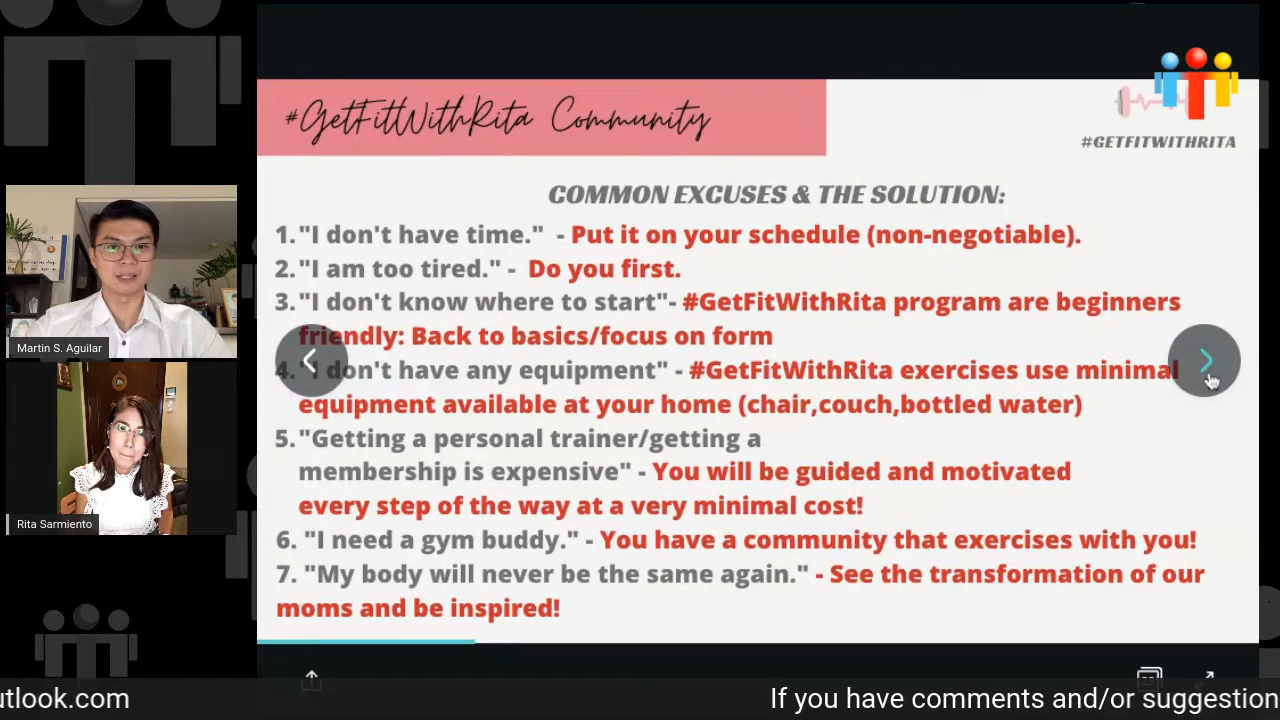 #GetFitWithRita Community
#GETFITWITHRITA
COMMON EXCUSES & THE SOLUTION:
1. "I don't have time." - Put it on your schedule (non-negotiable).
2. "I am too tired." - Do you first.
3. "I don't know where to start"- #GetFitWithRita program are beginners
friendly: Back to basics/focus on form
4. "I don't have any equipment" - #GetFitWithRita exercises use minimal
equipment available at your home (chair,couch,bottled water)
5. "Getting a personal trainer/getting a
membership is expensive" - You will be guided and motivated
every step of the way at a very minimal cost!
6. "I need a gym buddy." - You have a community that exercises with you!
7. "My body will never be the same again." - See the transformation of our
moms and be inspired!
Martin S. Aguilar
Rita Sarmiento
utlook.com
If you have comments and/or suggestion